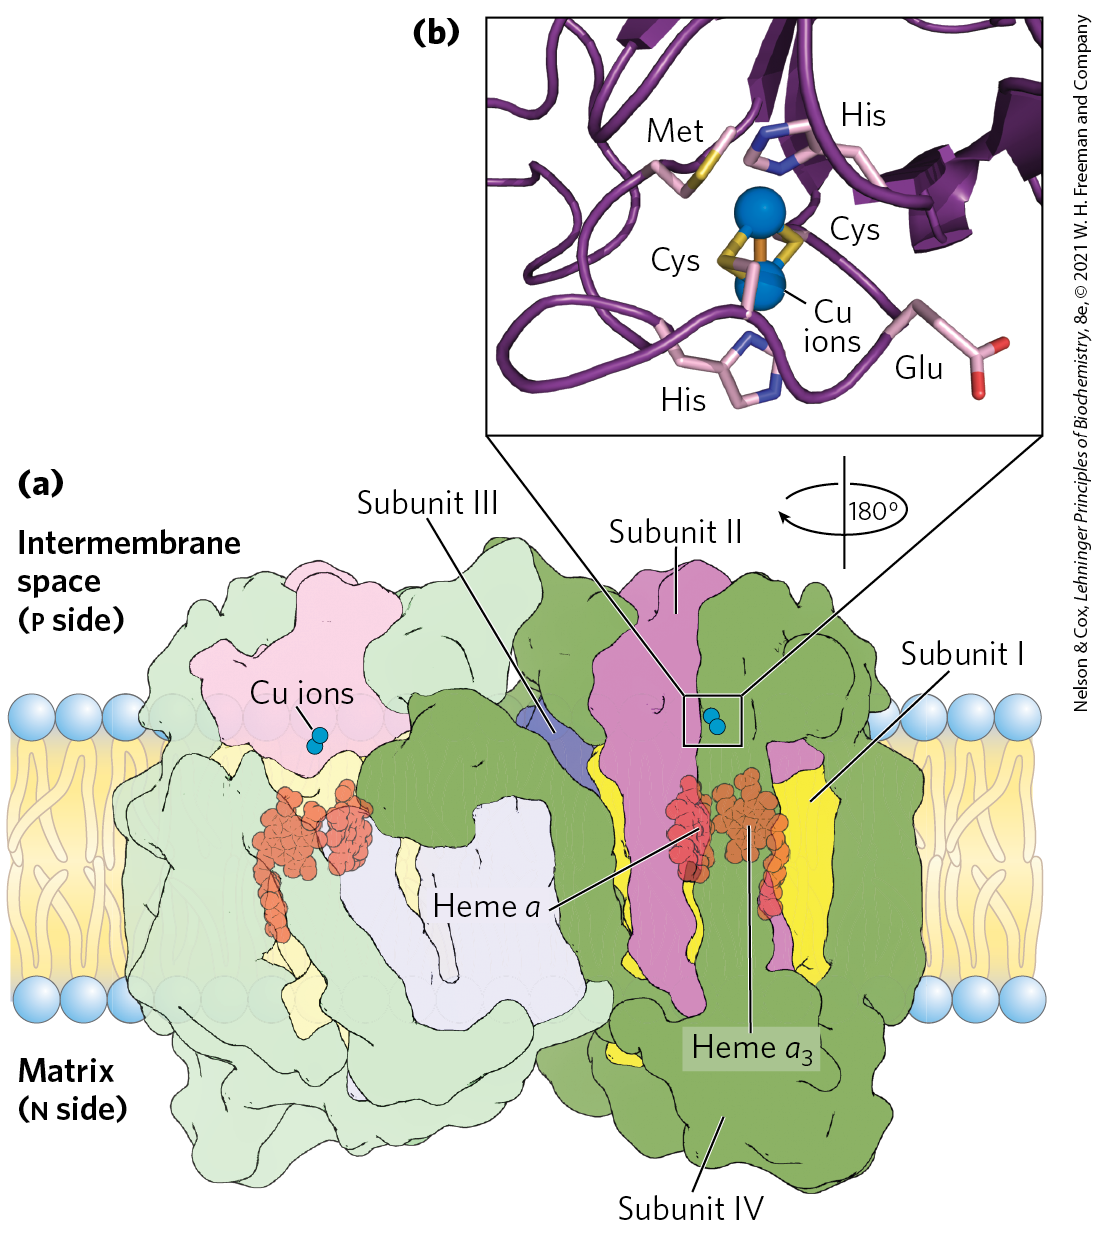 (b)
Met
His
Cys
Cys
Cu
ions
Glu
His
Nelson & Cox, Lehninger Principles of Biochemistry, 8e, © 2021 W. H. Freeman and Company
(a)
Intermembrane
space
(P side)
Subunit III
Subunit II
180°
Subunit I
Cu ions
Heme a
Heme a₃
Matrix
(N side)
Subunit IV